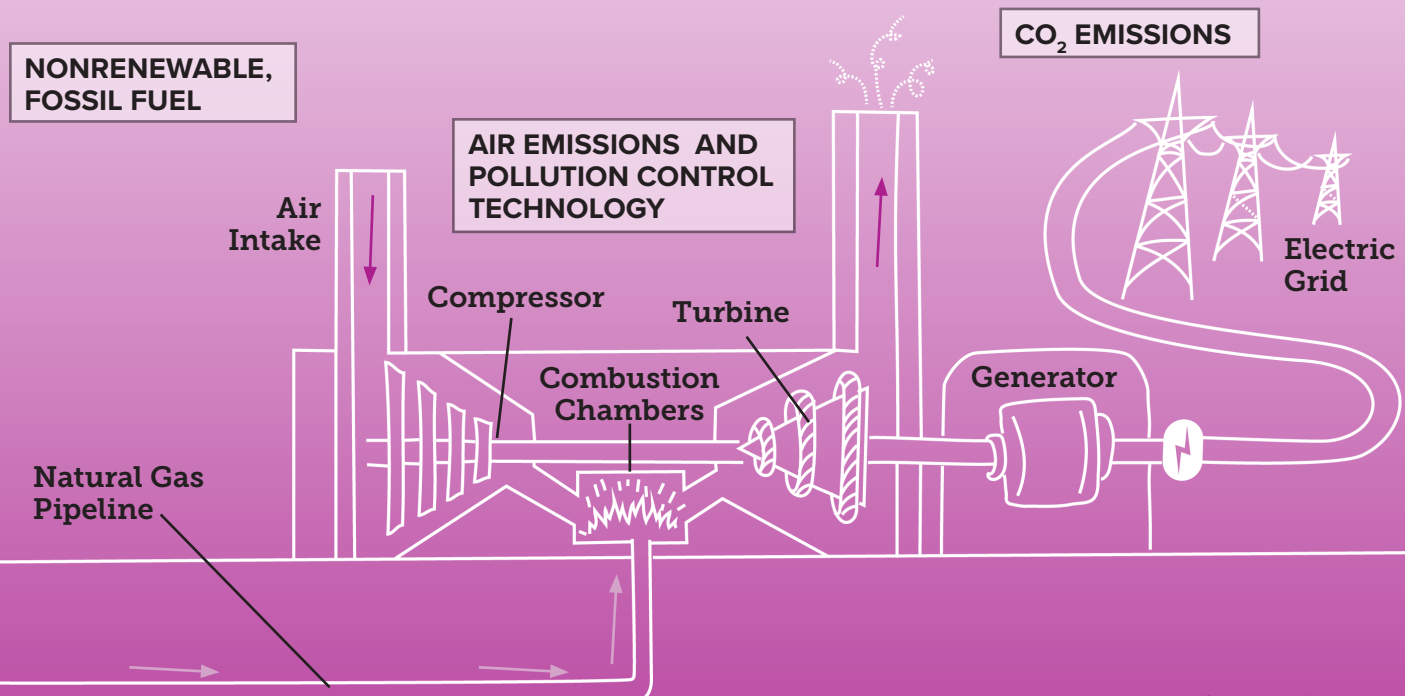 NONRENEWABLE,
FOSSIL FUEL
CO₂ EMISSIONS
AIR EMISSIONS AND
POLLUTION CONTROL
TECHNOLOGY
Air
Intake
Compressor
Turbine
Electric
Grid
Combustion
Chambers
Generator
Natural Gas
Pipeline